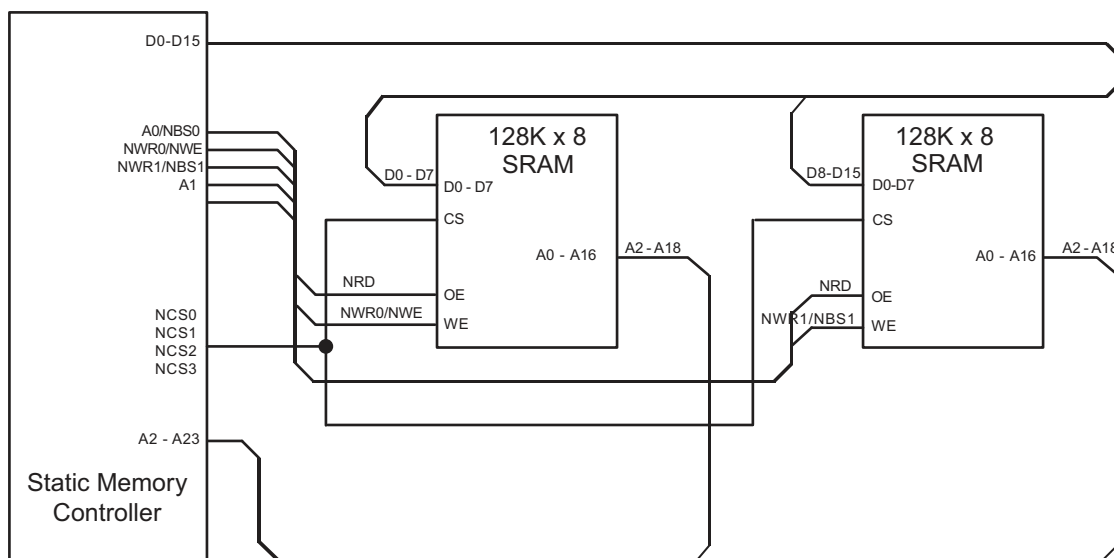 D0-D15
A0/NBS0
NWR0/NWE
NWR1/NBS1
A1
NCS0
NCS1
NCS2
NCS3
A2 - A23
Static Memory
Controller
128K x 8
SRAM
D0 - D7
D0 - D7
CS
A0 - A16
A2 - A18
NRD
OE
NWR0/NWE
WE
128K x 8
SRAM
D8-D15
D0-D7
CS
A0 - A16
A2 - A18
NRD
OE
NWR1/NBS1
WE